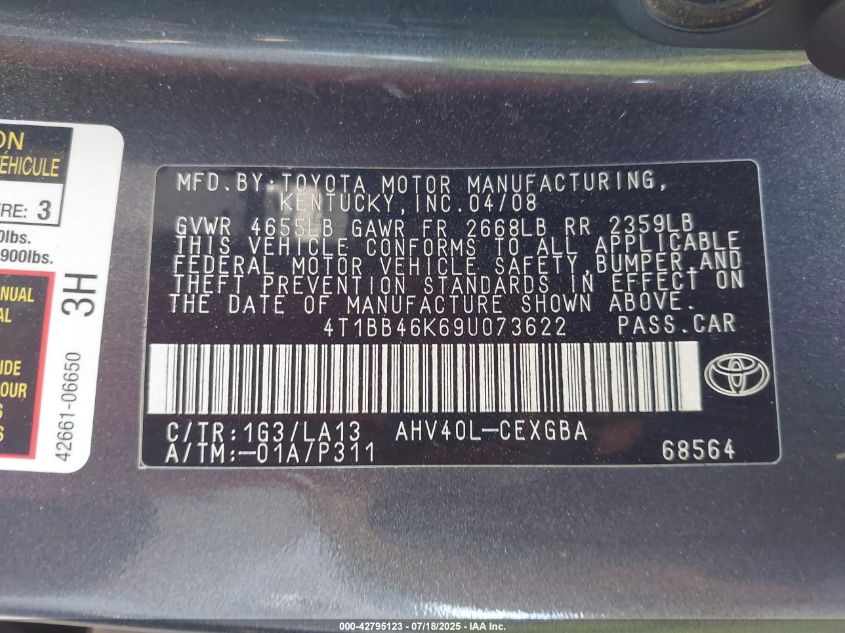 ON
ÉHICULE
RE: 3
0lbs.
900lbs.
ANUAL
AL
UDE
OUR
S
S
42661-06650
3H
MFD.BY:TOYOTA MOTOR MANUFACTURING,
KENTUCKY,INC.04/08
GVWR 4655LB GAWR FR 2668LB RR 2359LB
THIS VEHICLE CONFORMS TO ALL APPLICABLE
FEDERAL MOTOR VEHICLE SAFETY,BUMPER,AND
THEFT PREVENTION STANDARDS IN EFFECT ON
THE DATE OF MANUFACTURE SHOWN ABOVE.
4T1BB46K69U073622 PASS.CAR
C/TR:1G3/LA13 AHV40L-CEXGBA
A/TM:-01A/P311 68564
000-42795123 - 07/18/2025 - IAA Inc.